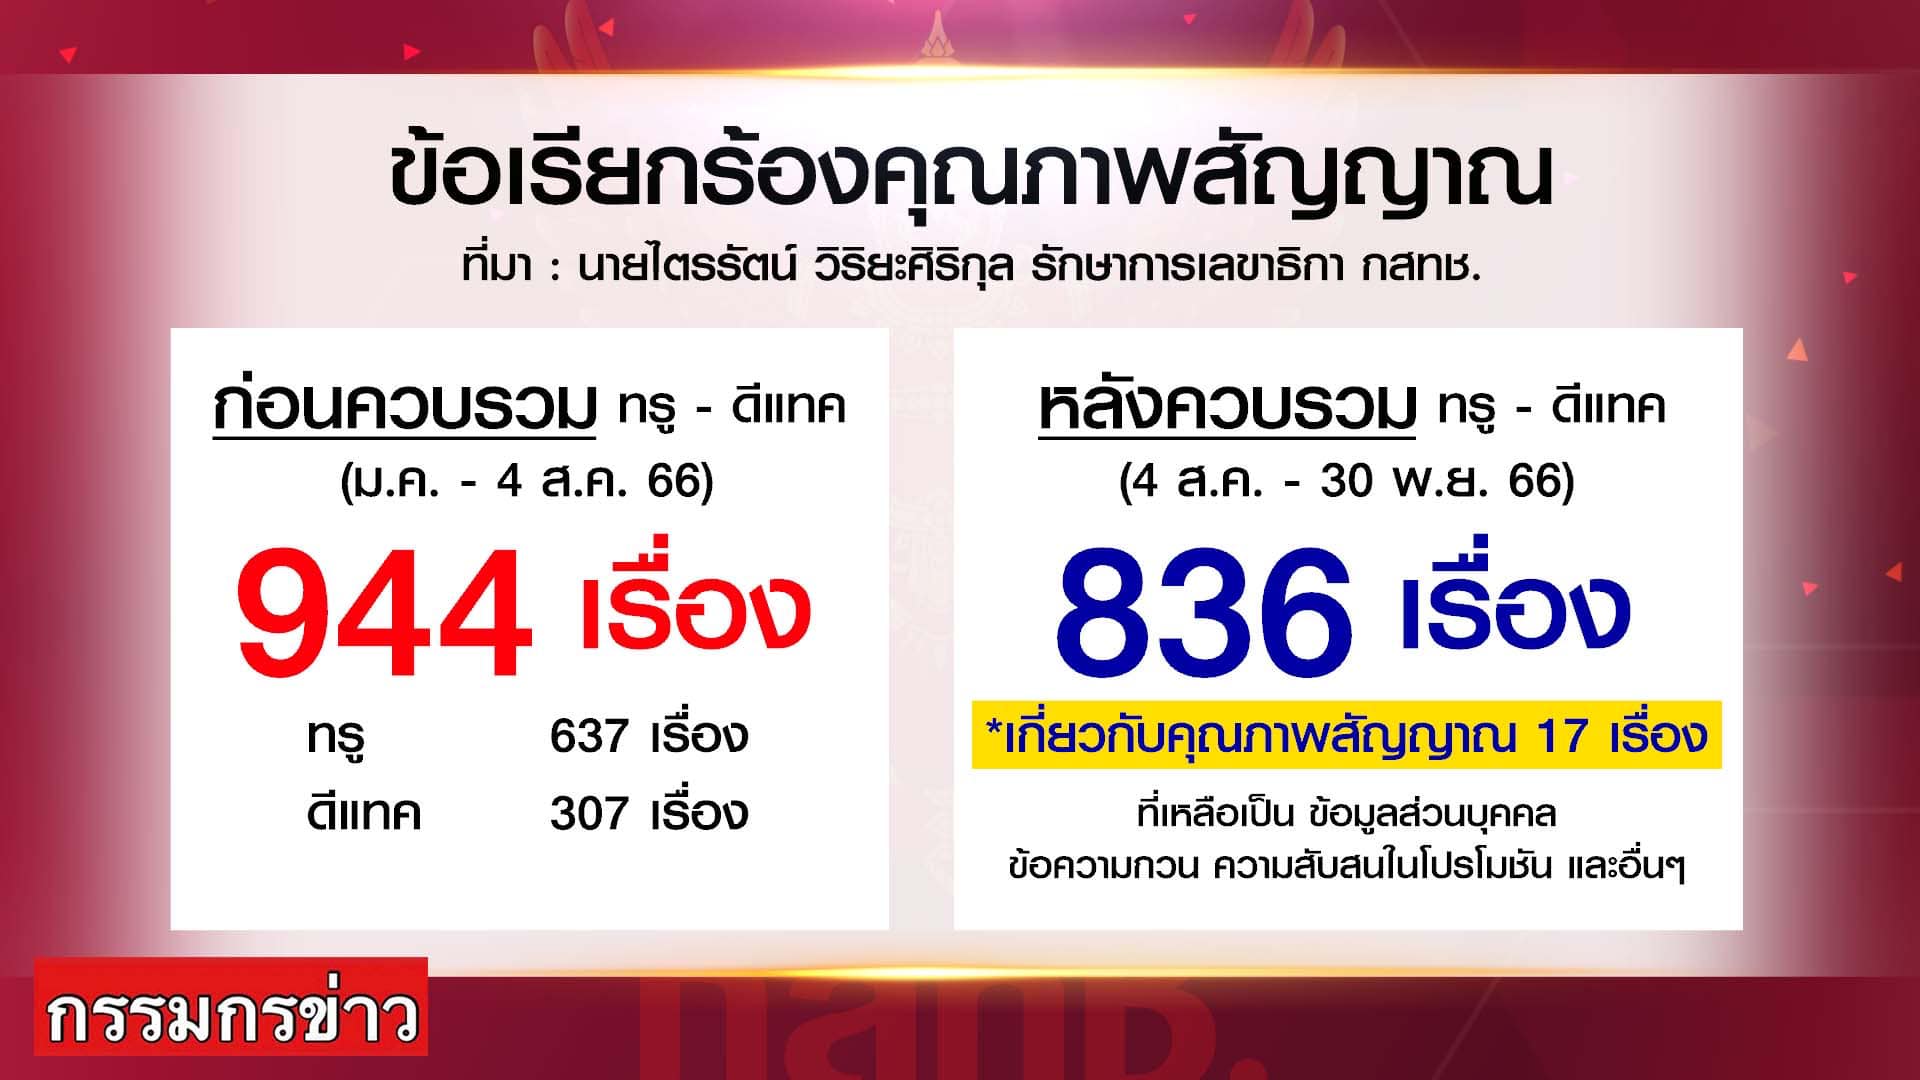 ข้อเรียกร้องคุณภาพสัญญาณ
ที่มา : นายไตรรัตน์ วิริยะศิริกุล รักษาการเลขาธิกา กสทช.
ก่อนควบรวม ทรู - ดีแทค
(ม.ค. - 4 ส.ค. 66)
944 เรื่อง
ทรู 637 เรื่อง
ดีแทค 307 เรื่อง
หลังควบรวม ทรู - ดีแทค
(4 ส.ค. - 30 พ.ย. 66)
836 เรื่อง
*เกี่ยวกับคุณภาพสัญญาณ 17 เรื่อง
ที่เหลือเป็น ข้อมูลส่วนบุคคล
ข้อความกวน ความสับสนในโปรโมชัน และอื่นๆ
กรรมกรข่าว
กสทช.